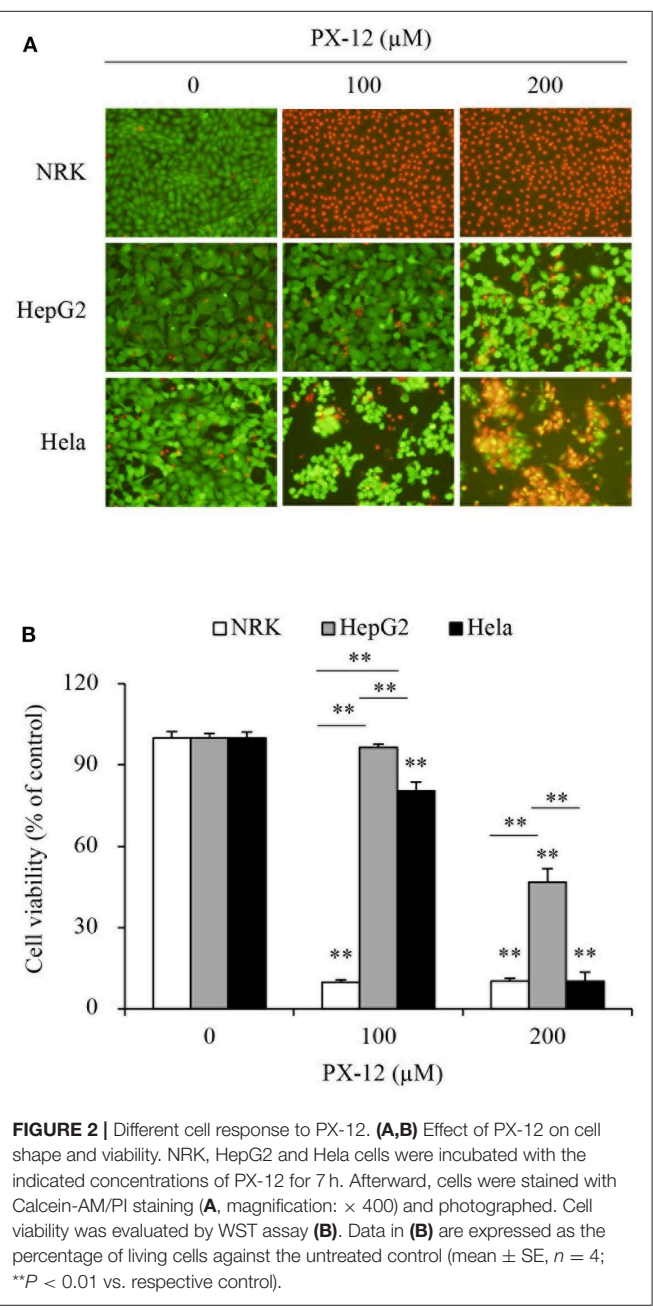 A
PX-12 (µM)
0 100 200
NRK
HepG2
Hela
B
NRK HepG2 Hela
**
**
**
**
**
**
**
**
**
120
90
60
30
0
Cell viability (% of control)
0 100 200
PX-12 (µM)
FIGURE 2 | Different cell response to PX-12. (A,B) Effect of PX-12 on cell
shape and viability. NRK, HepG2 and Hela cells were incubated with the
indicated concentrations of PX-12 for 7 h. Afterward, cells were stained with
Calcein-AM/PI staining (A, magnification: × 400) and photographed. Cell
viability was evaluated by WST assay (B). Data in (B) are expressed as the
percentage of living cells against the untreated control (mean ± SE, n = 4;
**P < 0.01 vs. respective control).